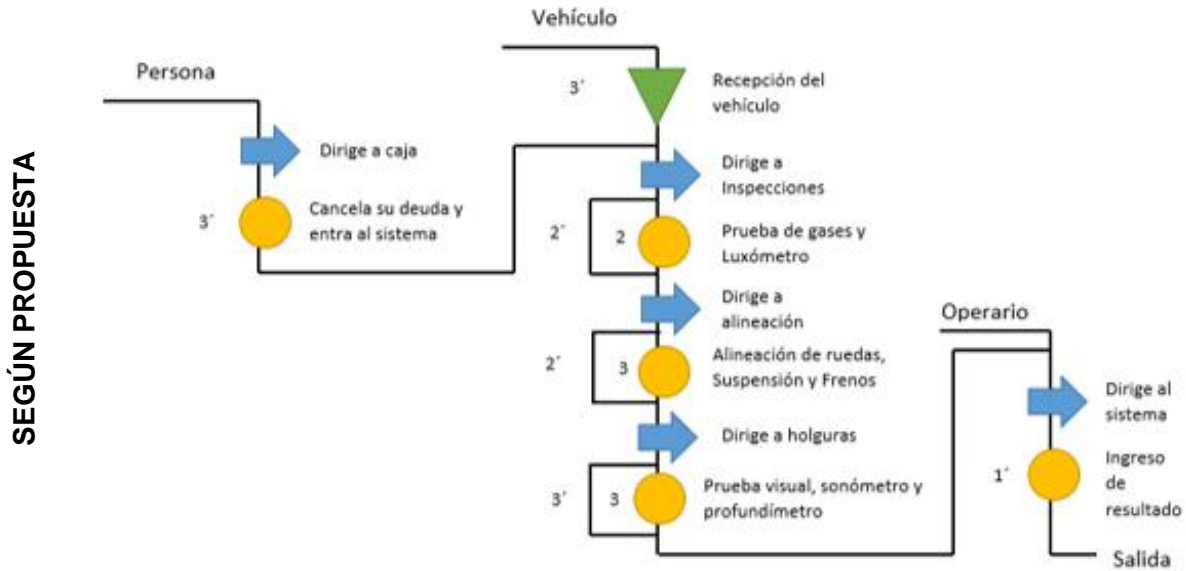 SEGÚN PROPUESTA
Persona
Dirige a caja
3´
Cancela su deuda y
entra al sistema
Vehículo
3´
Recepción del
vehículo
Dirige a
Inspecciones
2´
2
Prueba de gases y
Luxómetro
Dirige a
alineación
2´
3
Alineación de ruedas,
Suspensión y Frenos
Dirige a holguras
3´
3
Prueba visual, sonómetro y
profundímetro
Operario
Dirige al
sistema
1´
Ingreso
de
resultado
Salida